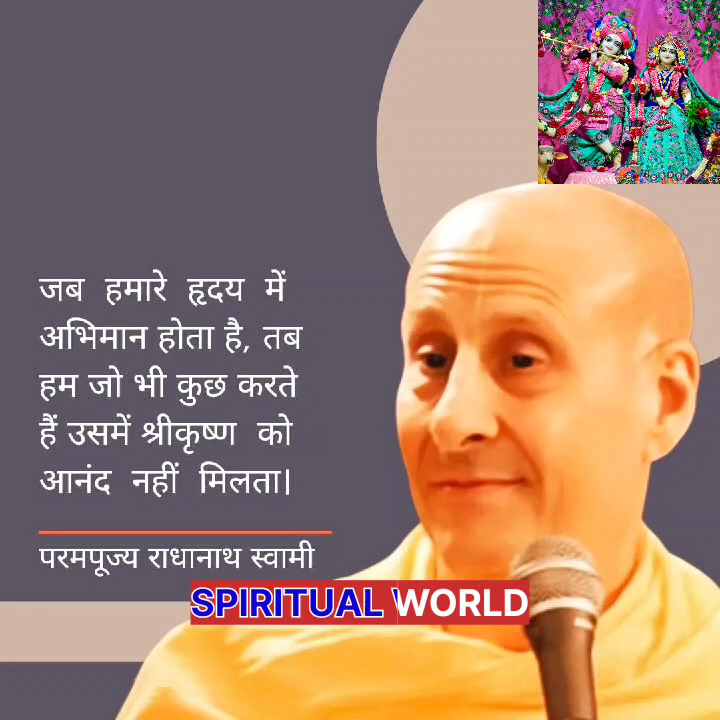 जब हमारे हृदय में
अभिमान होता है, तब
हम जो भी कुछ करते
हैं उसमें श्रीकृष्ण को
आनंद नहीं मिलता।
परमपूज्य राधानाथ स्वामी
SPIRITUAL WORLD